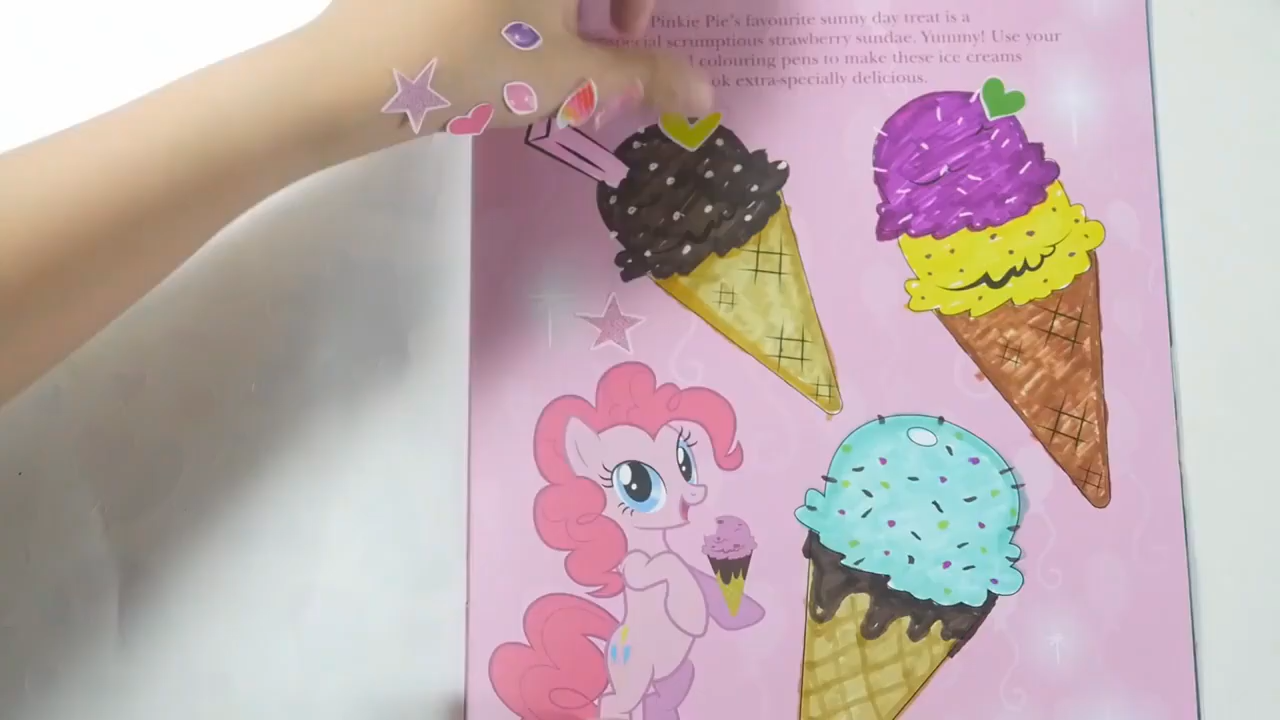 Pinkie Pie's favourite sunny day treat is a
special scrumptious strawberry sundae. Yummy! Use your
colouring pens to make these ice creams
extra-specially delicious.